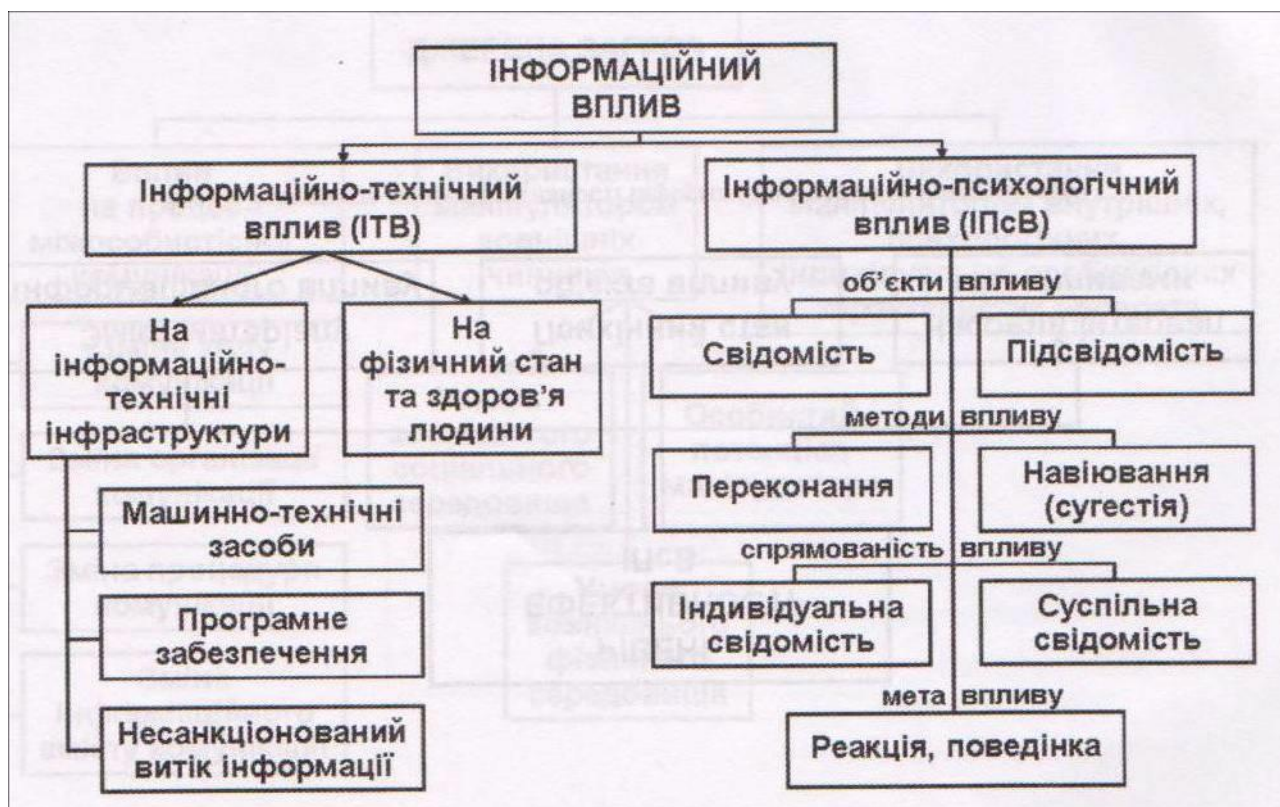 ІНФОРМАЦІЙНИЙ
ВПЛИВ
Інформаційно-технічний
вплив (ІТВ)
Інформаційно-психологічний
вплив (ІПсВ)
об’єкти впливу
На
інформаційно-
технічні
інфраструктури
На
фізичний стан
та здоров’я
людини
Свідомість
Підсвідомість
методи впливу
Переконання
Навіювання
(сугестія)
Машинно-технічні
засоби
спрямованість впливу
Програмне
забезпечення
Індивідуальна
свідомість
Суспільна
свідомість
мета впливу
Несанкціонований
витік інформації
Реакція, поведінка